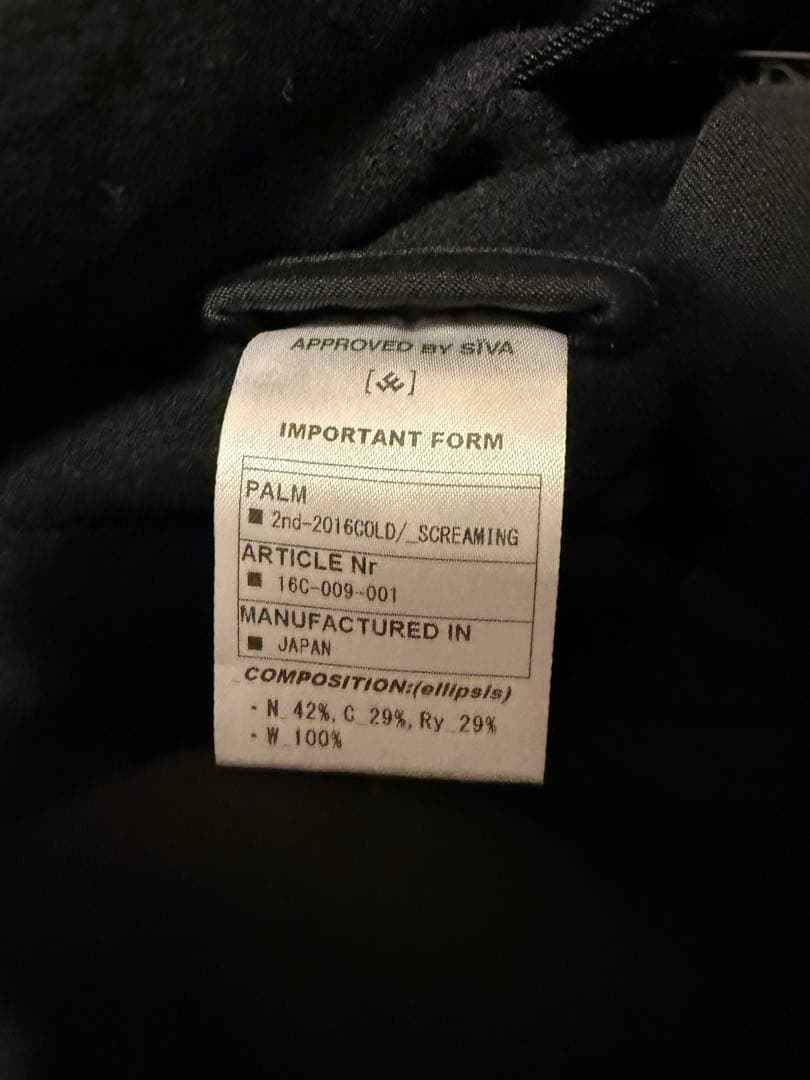 APPROVED BY SÏVA
IMPORTANT FORM
PALM
■ 2nd-2016COLD/_SCREAMING
ARTICLE Nr
■ 16C-009-001
MANUFACTURED IN
■ JAPAN
COMPOSITION:(ellipsis)
- N_42%, C_29%, Ry_29%
- W_100%